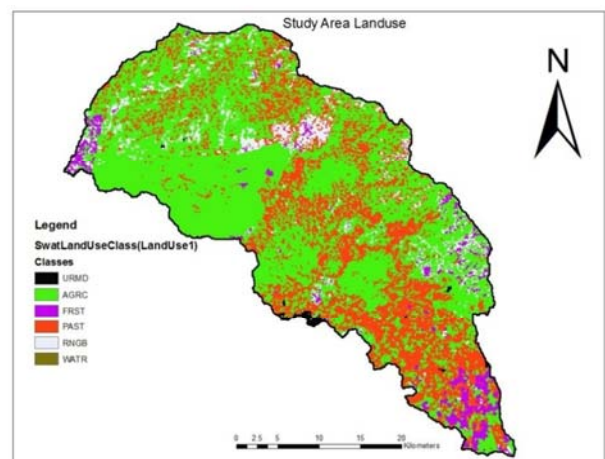 Study Area Landuse
N
Legend
SwatLandUseClass(LandUse1)
Classes
URMD
AGRC
FRST
PAST
RNGB
WATR
0 2.5 5 10 15 20
Kilometers